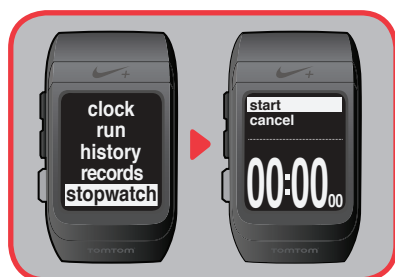 +
clock
run
history
records
stopwatch
TOMTOM
+
start
cancel
00:00 00
TOMTOM